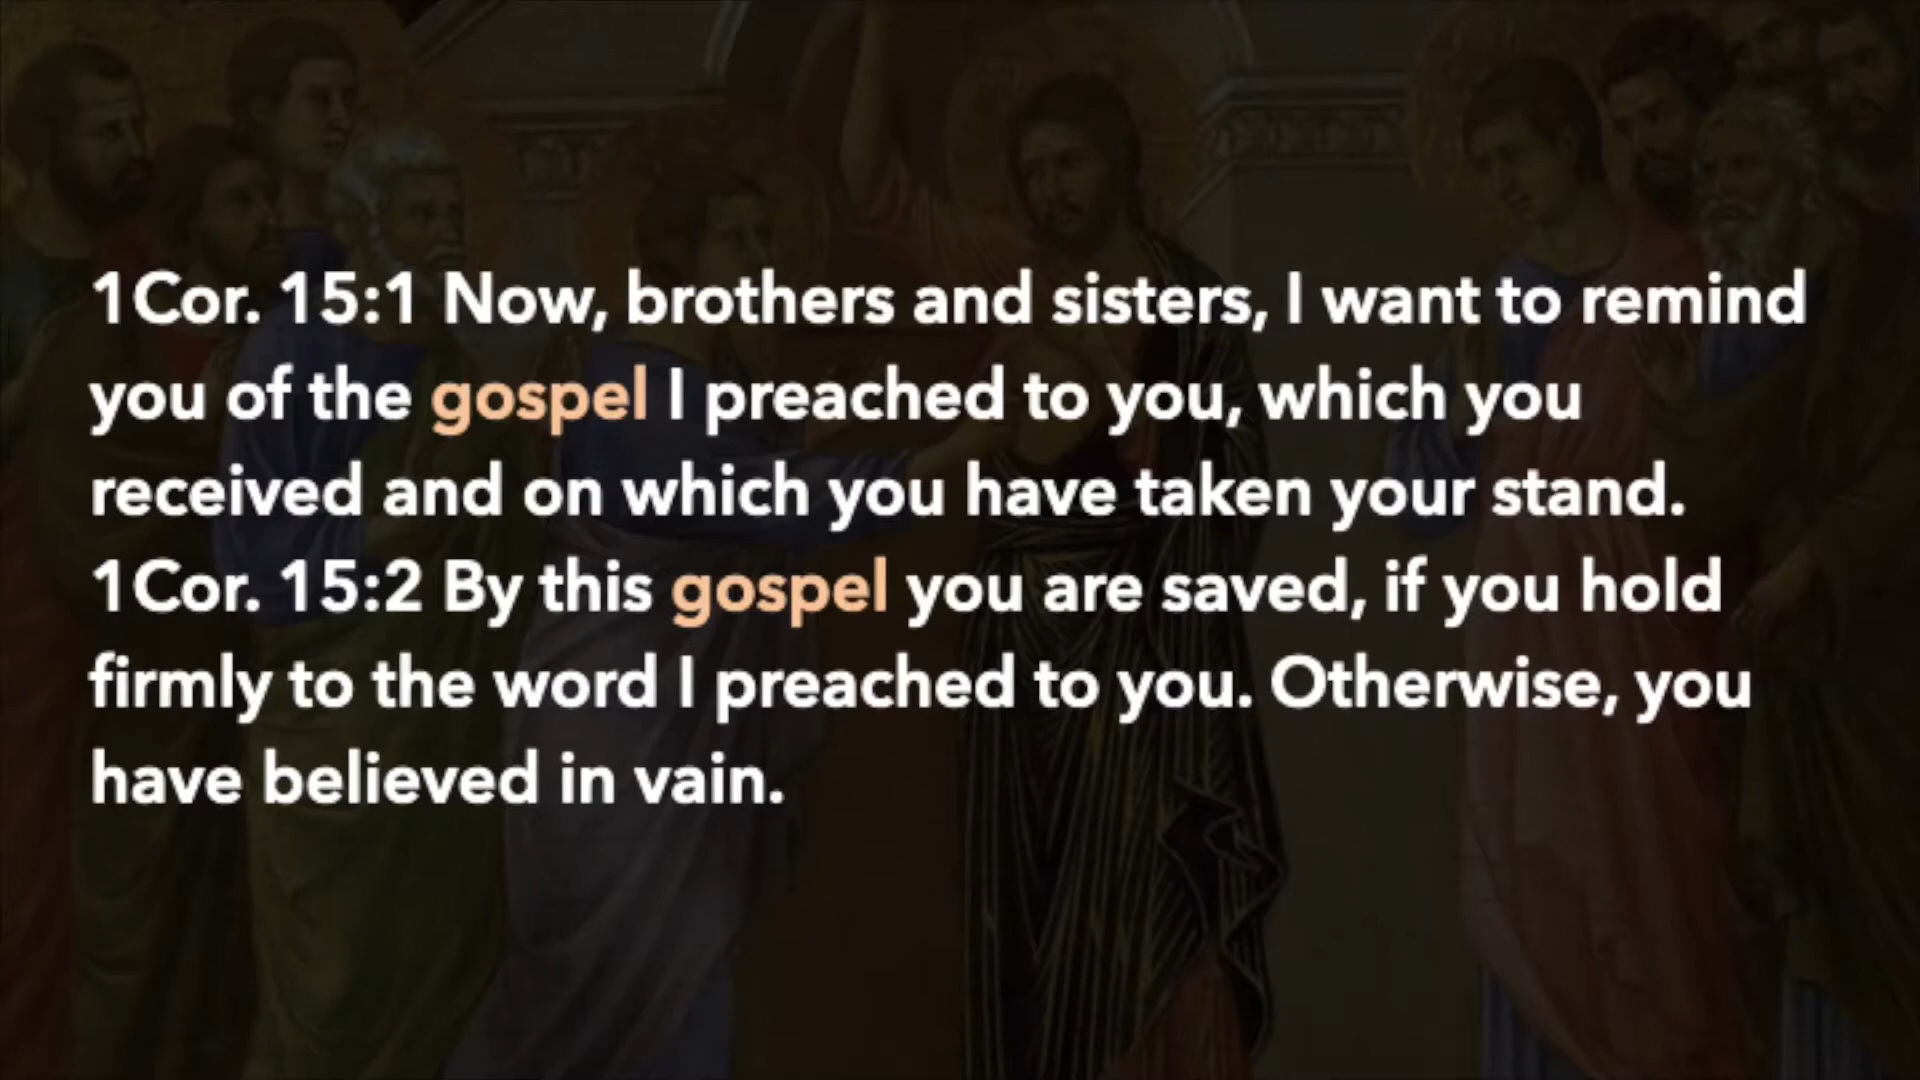 1Cor. 15:1 Now, brothers and sisters, I want to remind
you of the gospel I preached to you, which you
received and on which you have taken your stand.
1Cor. 15:2 By this gospel you are saved, if you hold
firmly to the word I preached to you. Otherwise, you
have believed in vain.